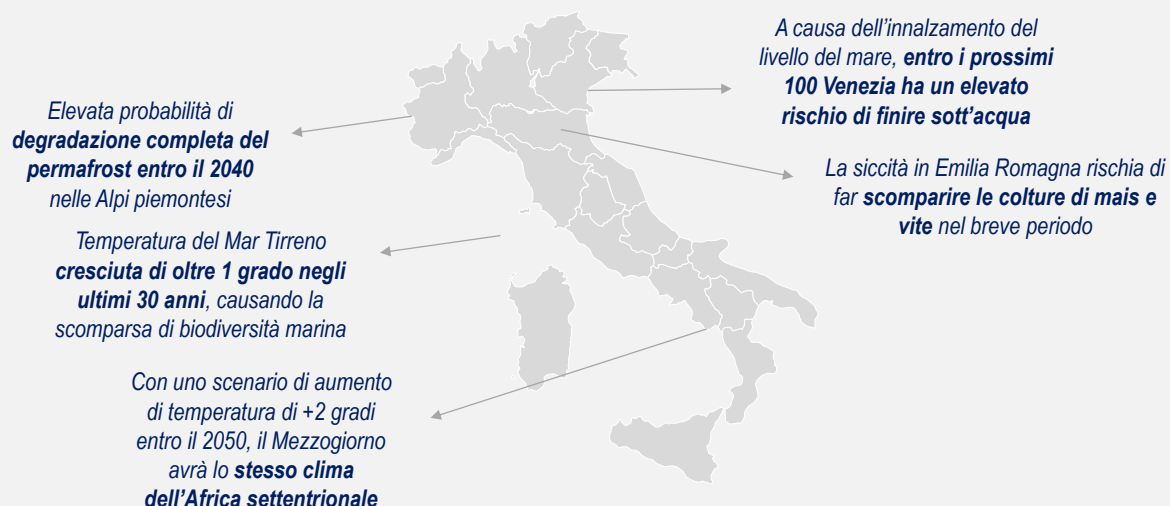 A causa dell'innalzamento del
livello del mare, entro i prossimi
100 Venezia ha un elevato
rischio di finire sott'acqua
Elevata probabilità di
degradazione completa del
permafrost entro il 2040
nelle Alpi piemontesi
La siccità in Emilia Romagna rischia di
far scomparire le colture di mais e
vite nel breve periodo
Temperatura del Mar Tirreno
cresciuta di oltre 1 grado negli
ultimi 30 anni, causando la
scomparsa di biodiversità marina
Con uno scenario di aumento
di temperatura di +2 gradi
entro il 2050, il Mezzogiorno
avrà lo stesso clima
dell'Africa settentrionale